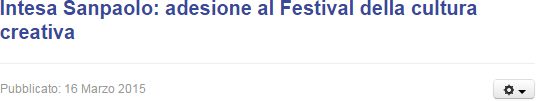 Intesa Sanpaolo: adesione al Festival della cultura
creativa
Pubblicato: 16 Marzo 2015